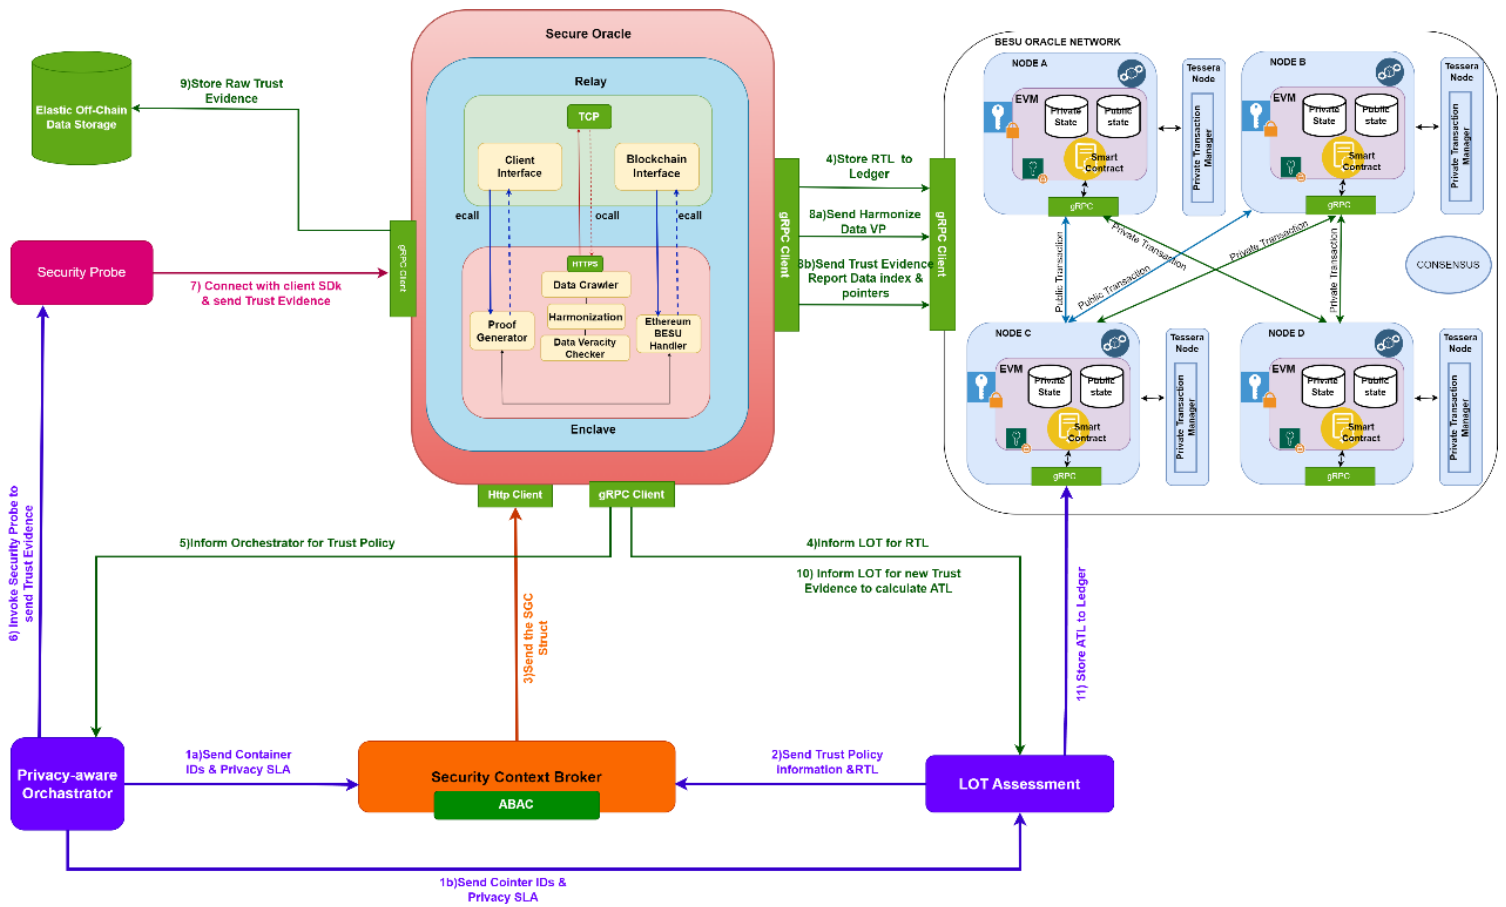 Secure Oracle
Relay
TCP
Client
Interface
Blockchain
Interface
ecall
ocall
ecall
HTTPS
Data Crawler
Harmonization
Data Veracity
Checker
Proof
Generator
Ethereum
BESU
Handler
Enclave
Elastic Off-Chain
Data Storage
9)Store Raw Trust
Evidence
gRPC Client
Security Probe
7) Connect with client SDk
& send Trust Evidence
gRPC Client
4)Store RTL to
Ledger
8a)Send Harmonize
Data VP
8b)Send Trust Evidence
Report Data index &
pointers
gRPC Client
BESU ORACLE NETWORK
NODE A
EVM
Private
State
Public
state
Smart
Contract
gRPC
Tessera
Node
Private Transaction
Manager
NODE B
EVM
Private
State
Public
state
Smart
Contract
gRPC
Tessera
Node
Private Transaction
Manager
Public Transaction
Private Transaction
Public Transaction
Private Transaction
Private Transaction
CONSENSUS
NODE C
EVM
Private
State
Public
state
Smart
Contract
gRPC
Tessera
Node
Private Transaction
Manager
NODE D
EVM
Private
State
Public
state
Smart
Contract
gRPC
Tessera
Node
Private Transaction
Manager
Http Client
gRPC Client
5)Inform Orchestrator for Trust Policy
4)Inform LOT for RTL
10) Inform LOT for new Trust
Evidence to calculate ATL
6) Invoke Security Probe to
send Trust Evidence
3)Send the SGC
Struct
11) Store ATL to Ledger
Privacy-aware
Orchestrator
1a)Send Container
IDs & Privacy SLA
Security Context Broker
ABAC
2)Send Trust Policy
Information &RTL
LOT Assessment
1b)Send Cointer IDs &
Privacy SLA